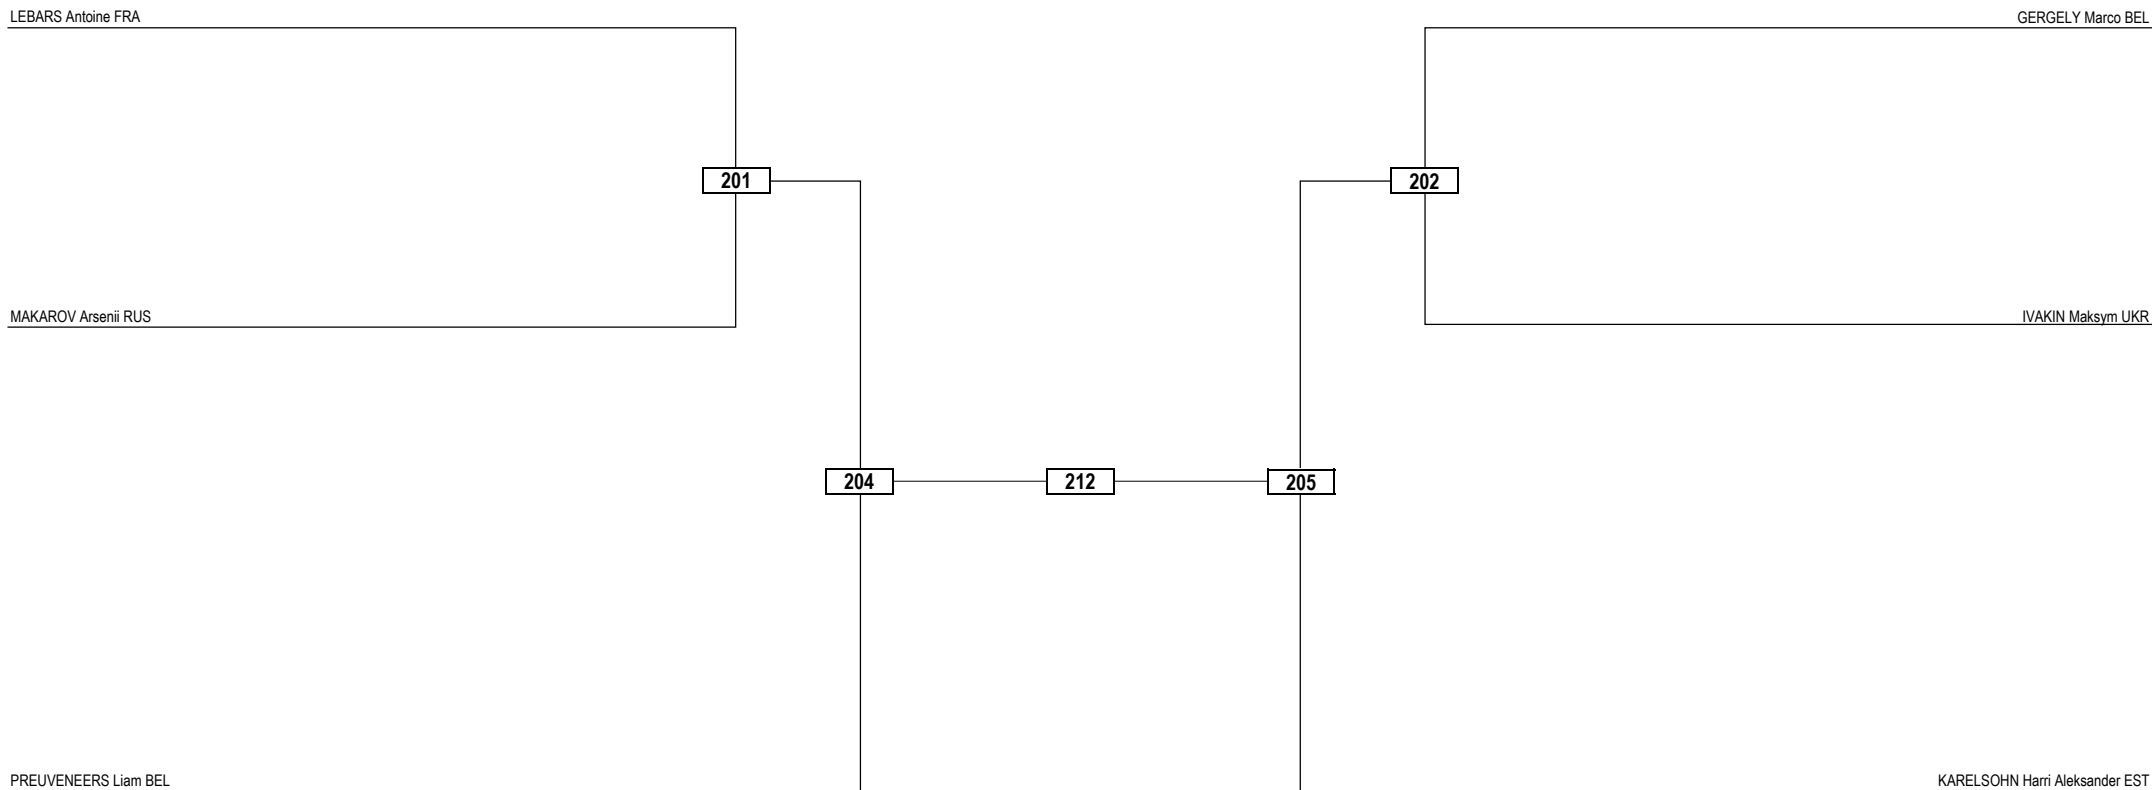 LEBARS Antoine FRA
GERGELY Marco BEL
201
202
MAKAROV Arsenii RUS
IVAKIN Maksym UKR
204
212
205
PREUVENEERS Liam BEL
KARELSOHN Harri Aleksander EST